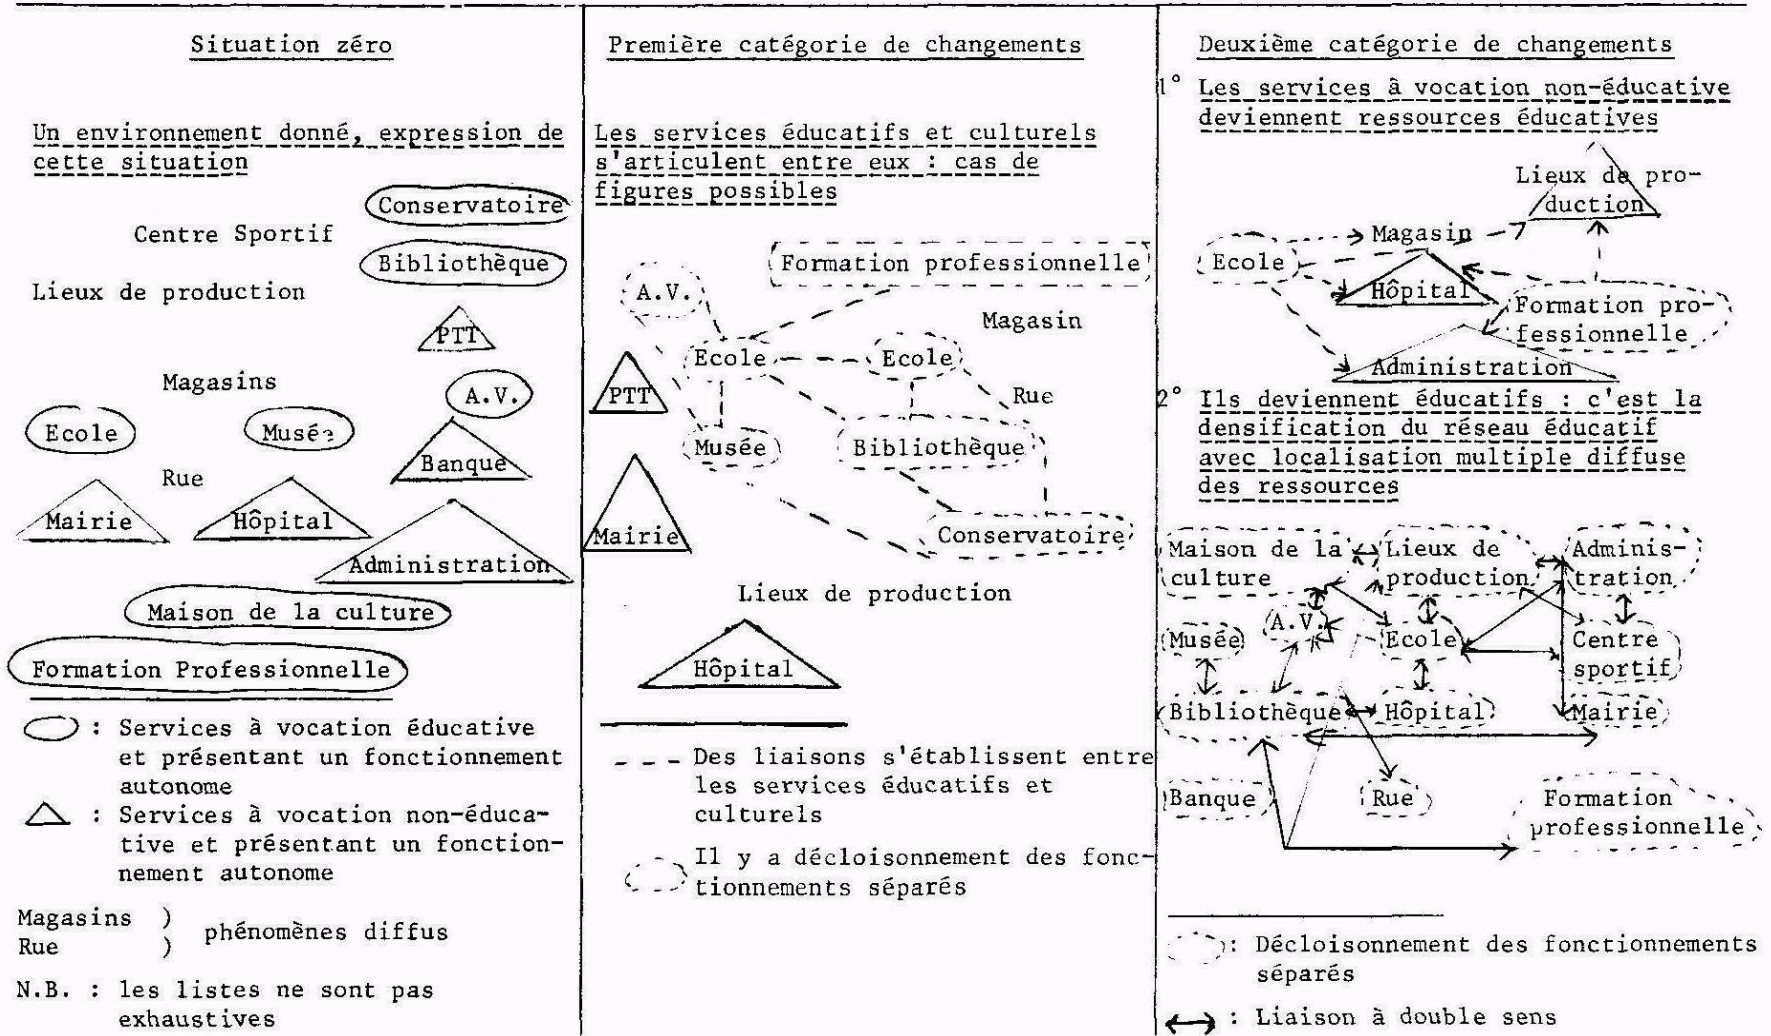 Situation zéro
Un environnement donné, expression de
cette situation
Conservatoire
Centre Sportif
Bibliothèque
Lieux de production
PTT
Magasins
A.V.
Ecole
Musée
Banque
Rue
Mairie
Hôpital
Administration
Maison de la culture
Formation Professionnelle
: Services à vocation éducative
et présentant un fonctionnement
autonome
: Services à vocation non-éduca-
tive et présentant un fonction-
nement autonome
Magasins )
Rue )
phénomènes diffus
N.B. : les listes ne sont pas
exhaustives
Première catégorie de changements
Les services éducatifs et culturels
s'articulent entre eux : cas de
figures possibles
Formation professionnelle
A.V.
Magasin
Ecole
Ecole
PTT
Rue
Musée
Bibliothèque
Mairie
Conservatoire
Lieux de production
Hôpital
Des liaisons s'établissent entre
les services éducatifs et
culturels
Il y a décloisonnement des fonc-
tionnements séparés
Deuxième catégorie de changements
1° Les services à vocation non-éducative
deviennent ressources éducatives
Lieux de pro-
duction
Magasin
Ecole
Hôpital
Formation pro-
fessionnelle
Administration
2° Ils deviennent éducatifs : c'est la
densification du réseau éducatif
avec localisation multiple diffuse
des ressources
Maison de la
culture
Lieux de
production
Adminis-
tration
A.V.
Musée
Ecole
Centre
sportif
Bibliothèque
Hôpital
Mairie
Banque
Rue
Formation
professionnelle
: Décloisonnement des fonctionnements
séparés
: Liaison à double sens